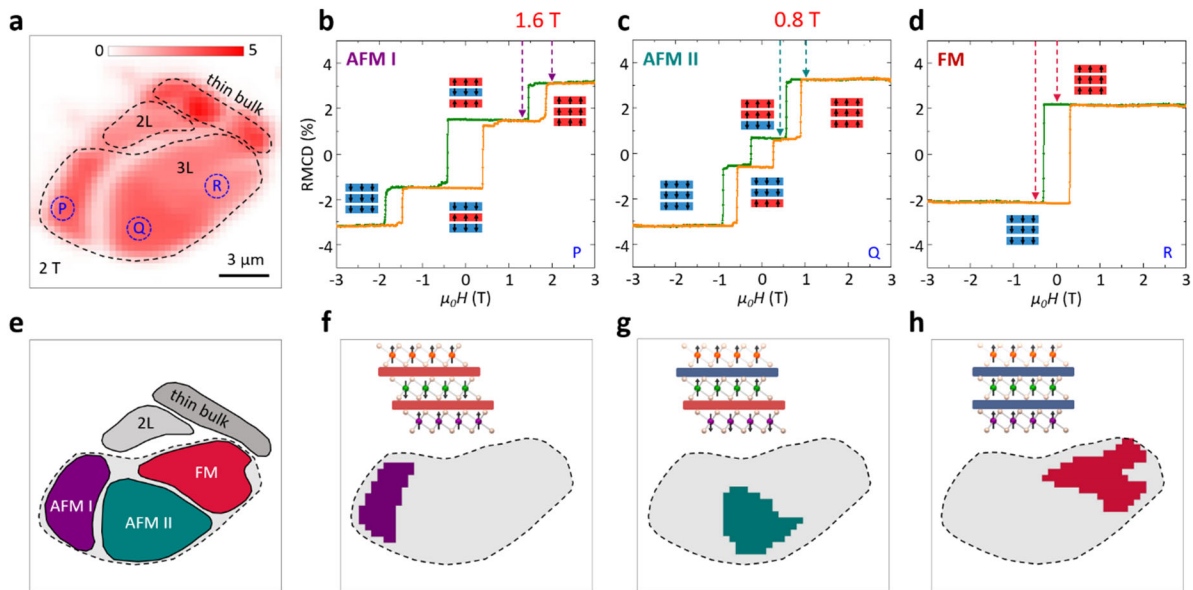 a
0 5
thin bulk
2L
3L
P
Q
R
2 T
3 μm
b
1.6 T
AFM I
RMCD (%)
4
2
0
-2
-4
-3 -2 -1 0 1 2 3
μ₀H (T)
P
c
0.8 T
AFM II
4
2
0
-2
-4
-3 -2 -1 0 1 2 3
μ₀H (T)
Q
d
FM
4
2
0
-2
-4
-3 -2 -1 0 1 2 3
μ₀H (T)
R
e
thin bulk
2L
FM
AFM I
AFM II
f
g
h